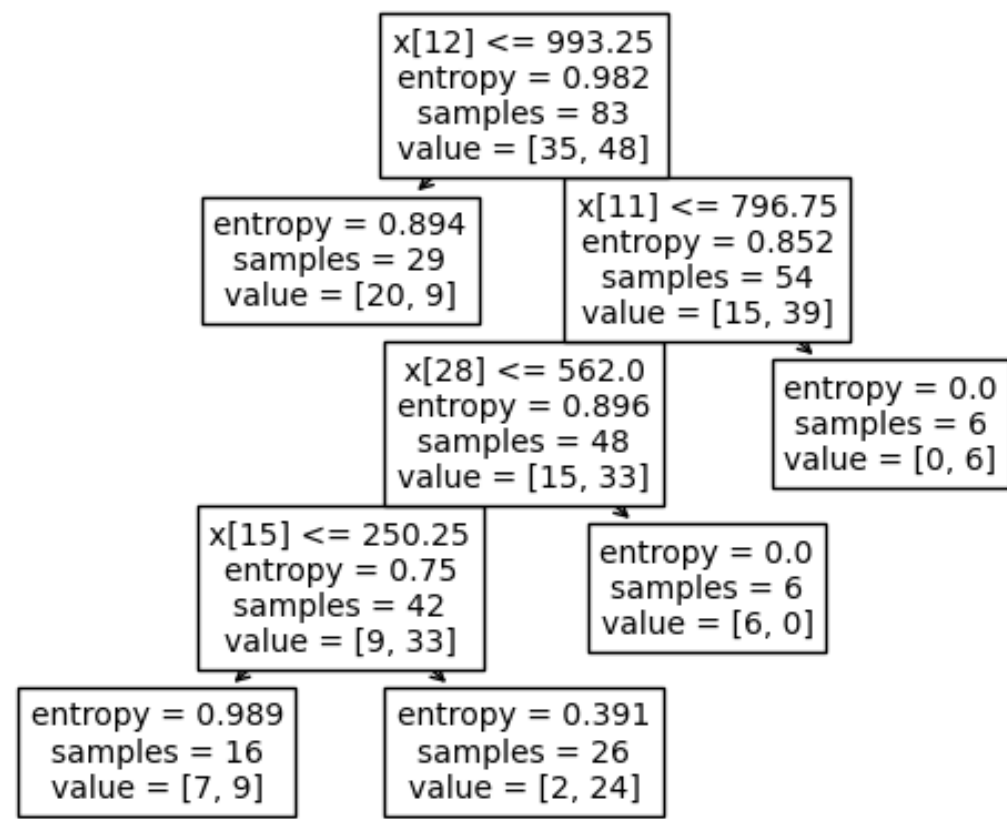 x[12] <= 993.25
entropy = 0.982
samples = 83
value = [35, 48]
entropy = 0.894
samples = 29
value = [20, 9]
x[11] <= 796.75
entropy = 0.852
samples = 54
value = [15, 39]
x[28] <= 562.0
entropy = 0.896
samples = 48
value = [15, 33]
entropy = 0.0
samples = 6
value = [0, 6]
x[15] <= 250.25
entropy = 0.75
samples = 42
value = [9, 33]
entropy = 0.0
samples = 6
value = [6, 0]
entropy = 0.989
samples = 16
value = [7, 9]
entropy = 0.391
samples = 26
value = [2, 24]